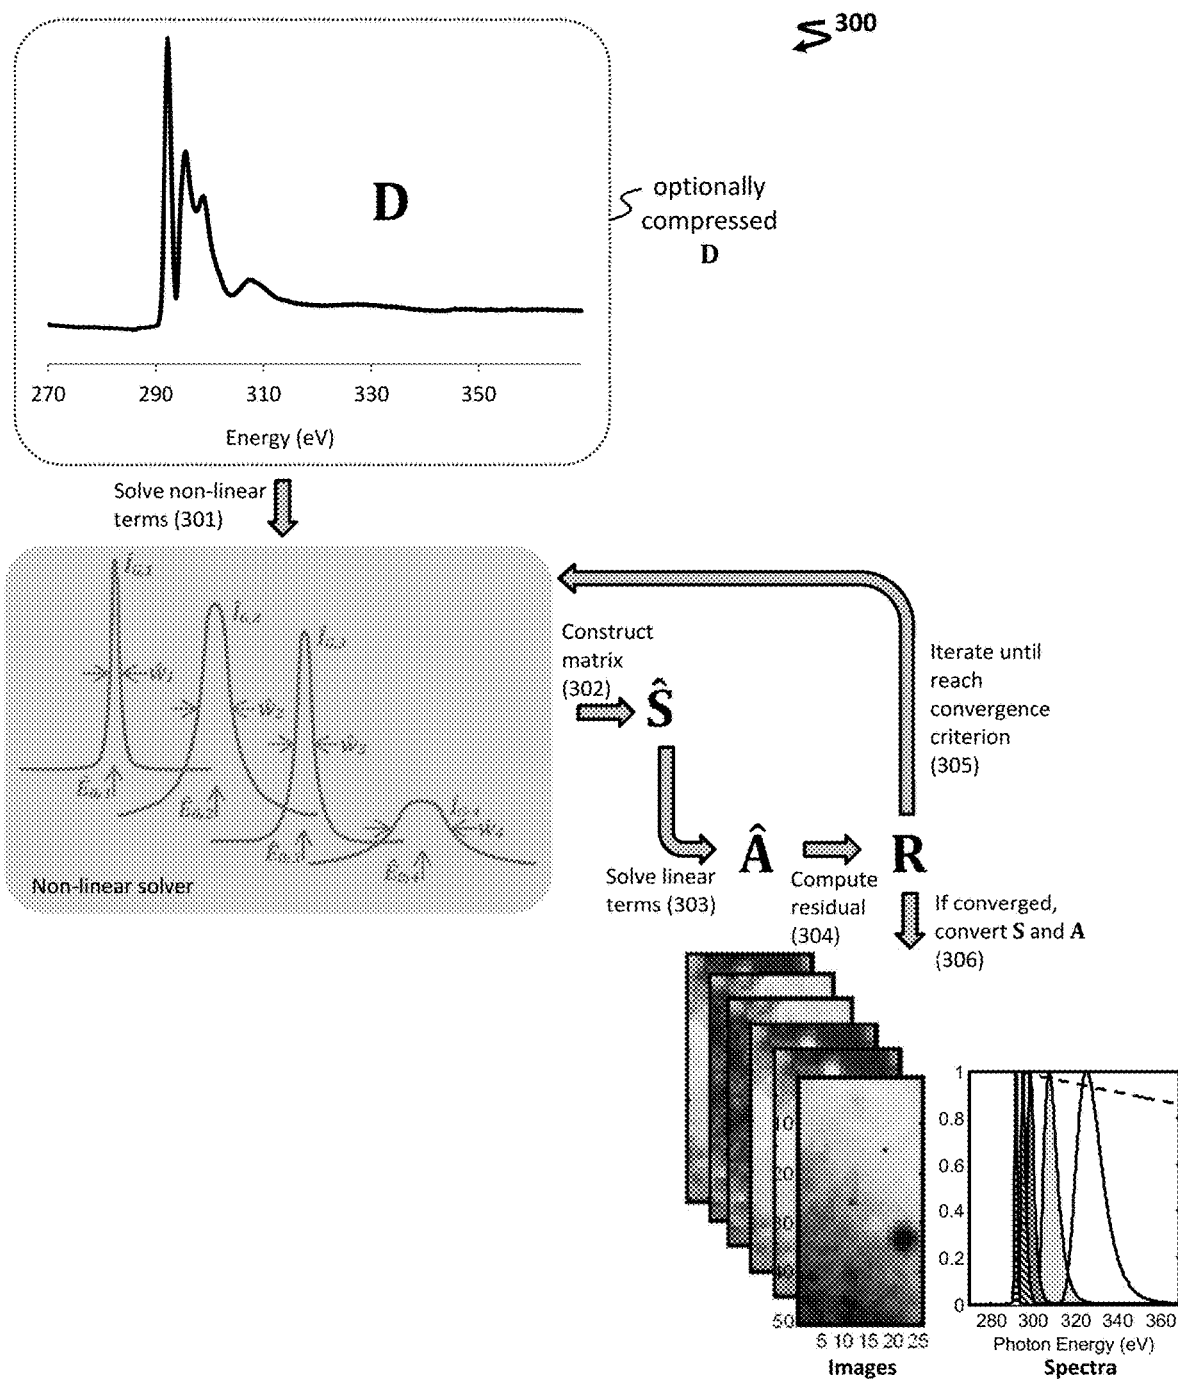 300
D
optionally
compressed
D
270 290 310 330 350
Energy (eV)
Solve non-linear
terms (301)
Non-linear solver
Construct
matrix
(302)
Ŝ
Iterate until
reach
convergence
criterion
(305)
Solve linear
terms (303)
Â
Compute
residual
(304)
R
If converged,
convert S and A
(306)
10
20
30
50
5 10 15 20 25
Images
1
0.8
0.6
0.4
0.2
0
280 300 320 340 360
Photon Energy (eV)
Spectra